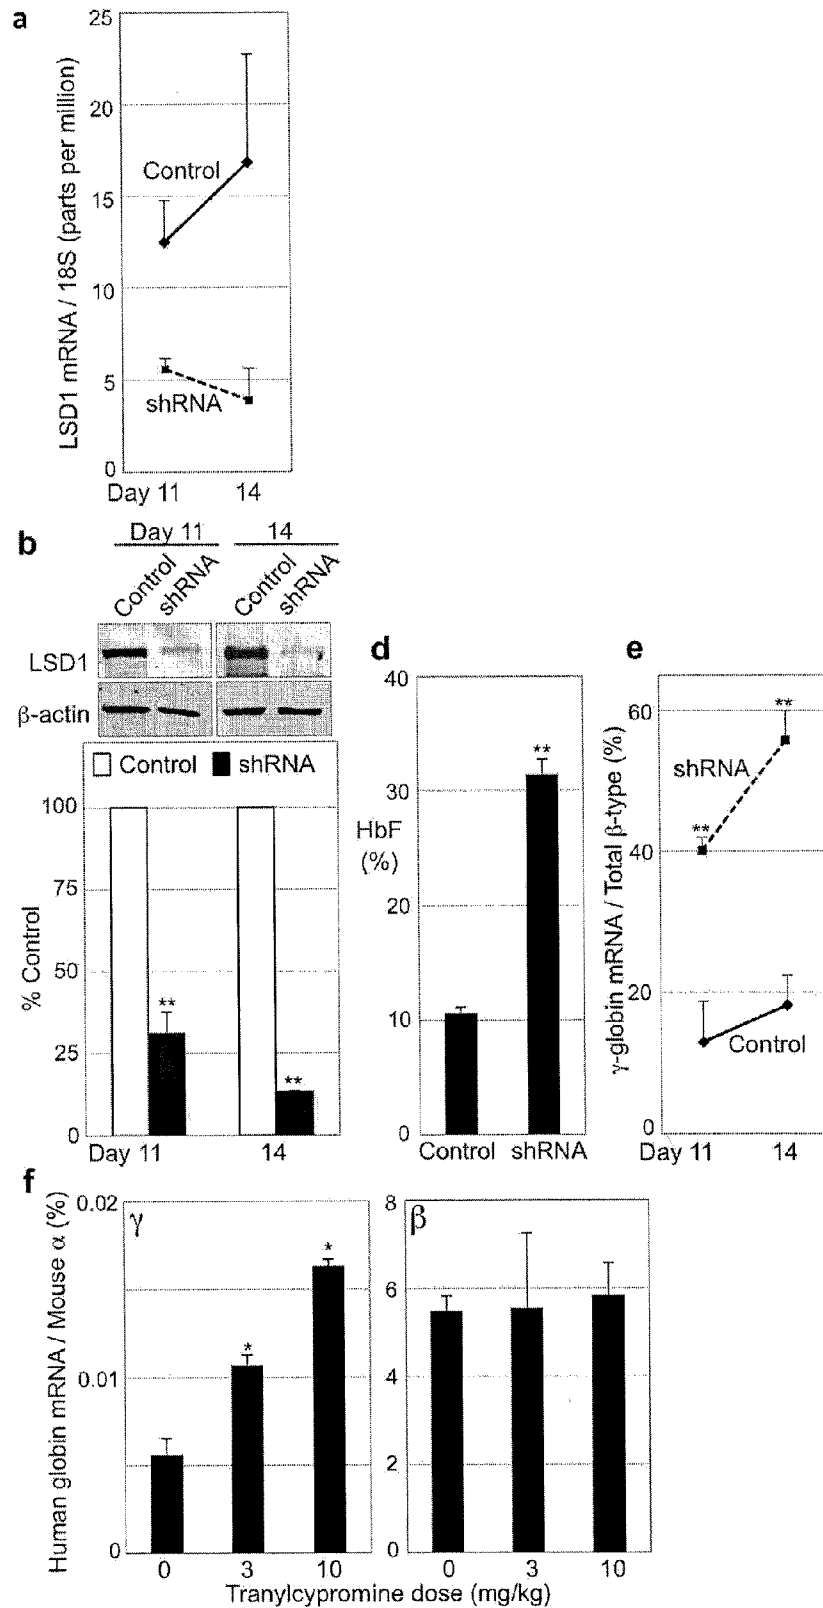 a
25
20
15
10
5
0
LSD1 mRNA / 18S (parts per million)
Control
shRNA
Day 11 14
b
Day 11 14
Control shRNA Control shRNA
LSD1
β-actin
Control shRNA
100
75
50
25
0
% Control
**
**
Day 11 14
d
40
30
20
10
0
HbF
(%)
**
Control shRNA
e
60
40
20
0
γ-globin mRNA / Total β-type (%)
**
shRNA
**
Control
Day 11 14
f
Human globin mRNA / Mouse α (%)
0.02
0.01
0
γ
*
*
0 3 10
8
6
4
2
0
β
0 3 10
Tranylcypromine dose (mg/kg)